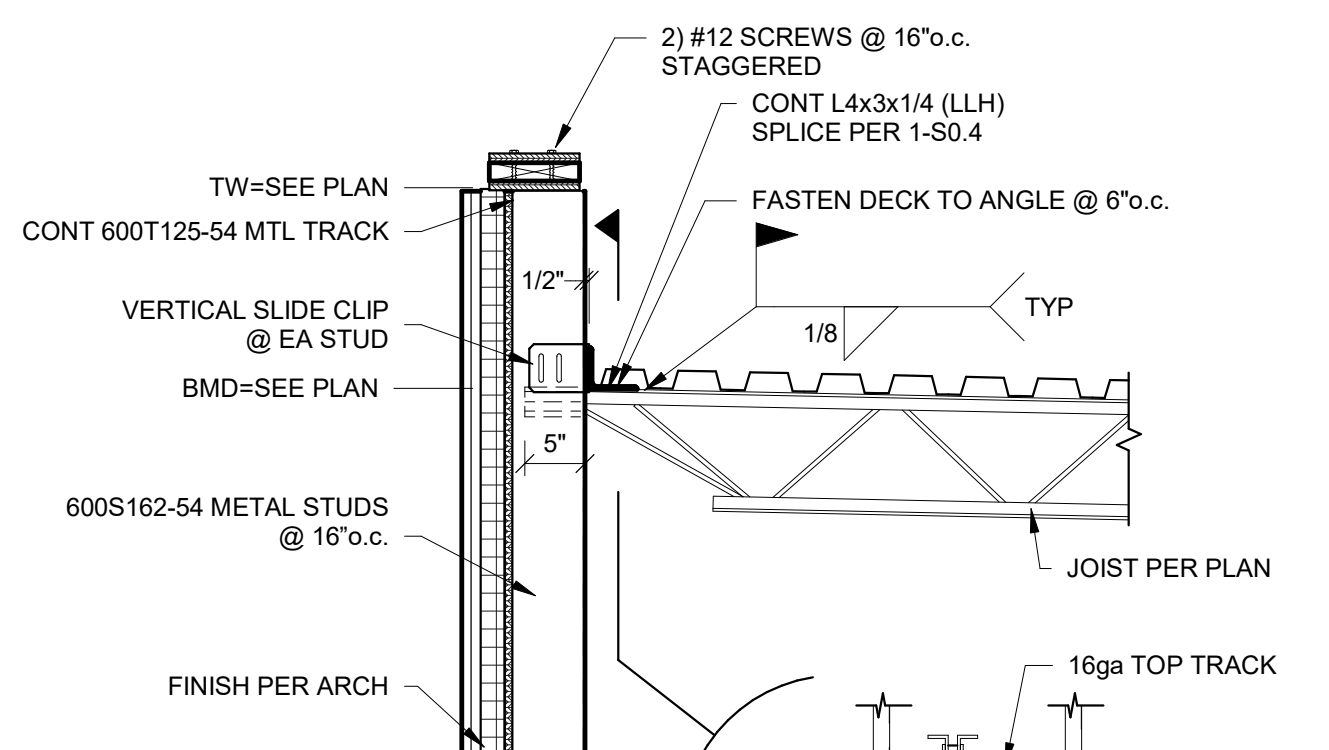 2) #12 SCREWS @ 16"o.c.
STAGGERED
CONT L4x3x1/4 (LLH)
SPLICE PER 1-S0.4
TW=SEE PLAN
FASTEN DECK TO ANGLE @ 6"o.c.
CONT 600T125-54 MTL TRACK
1/2"
VERTICAL SLIDE CLIP
@ EA STUD
TYP
1/8
BMD=SEE PLAN
5"
600S162-54 METAL STUDS
@ 16”o.c.
JOIST PER PLAN
16ga TOP TRACK
FINISH PER ARCH